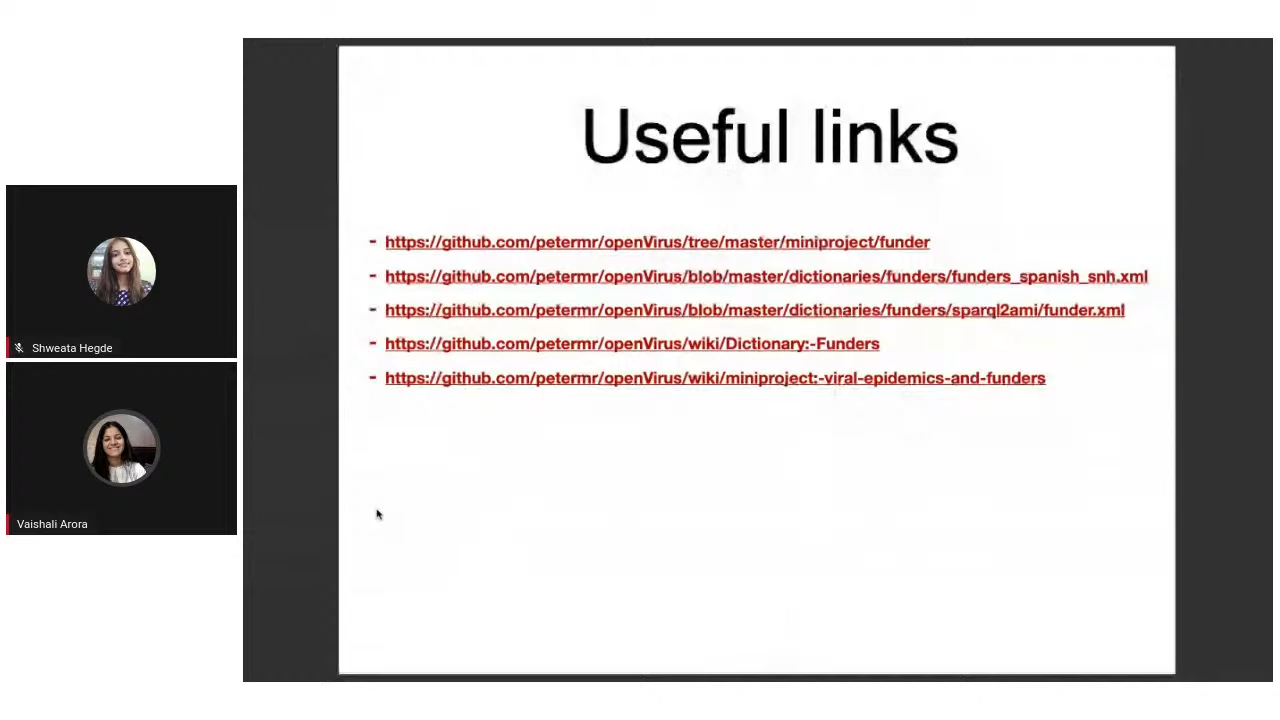 Useful links
- https://github.com/petermr/openVirus/tree/master/miniproject/funder
- https://github.com/petermr/openVirus/blob/master/dictionaries/funders/funders_spanish_snh.xml
- https://github.com/petermr/openVirus/blob/master/dictionaries/funders/sparql2ami/funder.xml
- https://github.com/petermr/openVirus/wiki/Dictionary:-Funders
- https://github.com/petermr/openVirus/wiki/miniproject:-viral-epidemics-and-funders
Shweata Hegde
Vaishali Arora